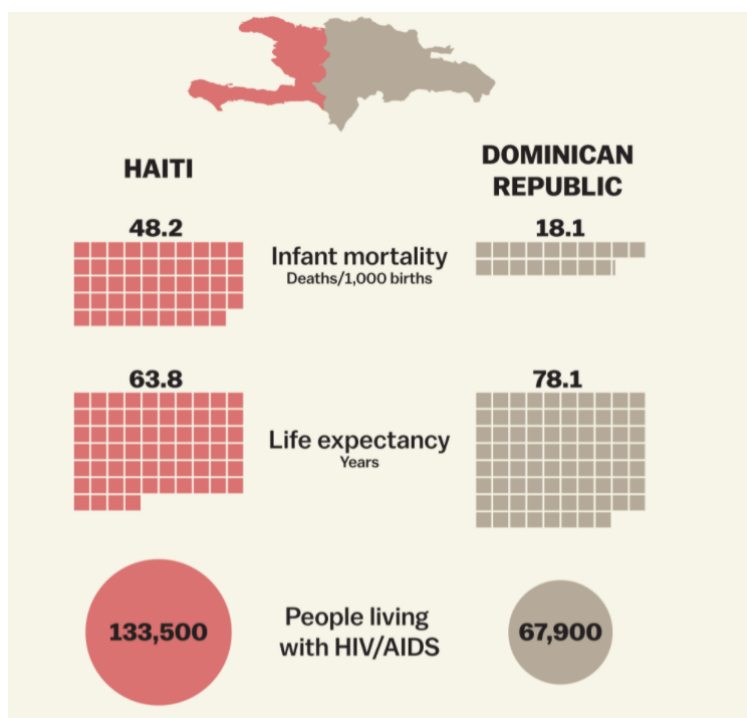 HAITI
DOMINICAN
REPUBLIC
48.2
Infant mortality
Deaths/1,000 births
18.1
63.8
Life expectancy
Years
78.1
133,500
People living
with HIV/AIDS
67,900